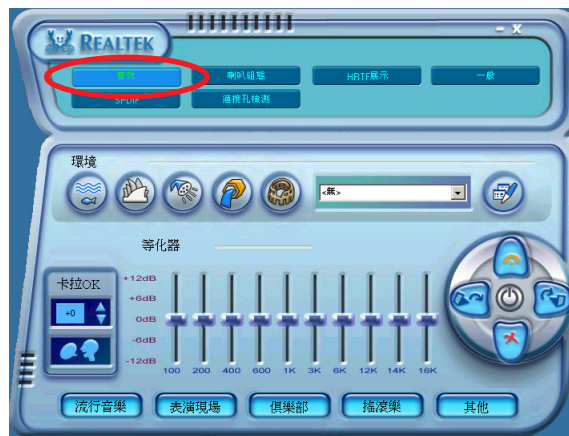 REALTEK
音效 喇叭組態 HRTF展示 一般
SPDIF 連接孔檢測
環境
<無>
等化器
卡拉OK
+0
+12dB
+6dB
0dB
-6dB
-12dB
100 200 400 600 1K 3K 6K 12K 14K 16K
流行音樂 表演現場 俱樂部 搖滾樂 其他